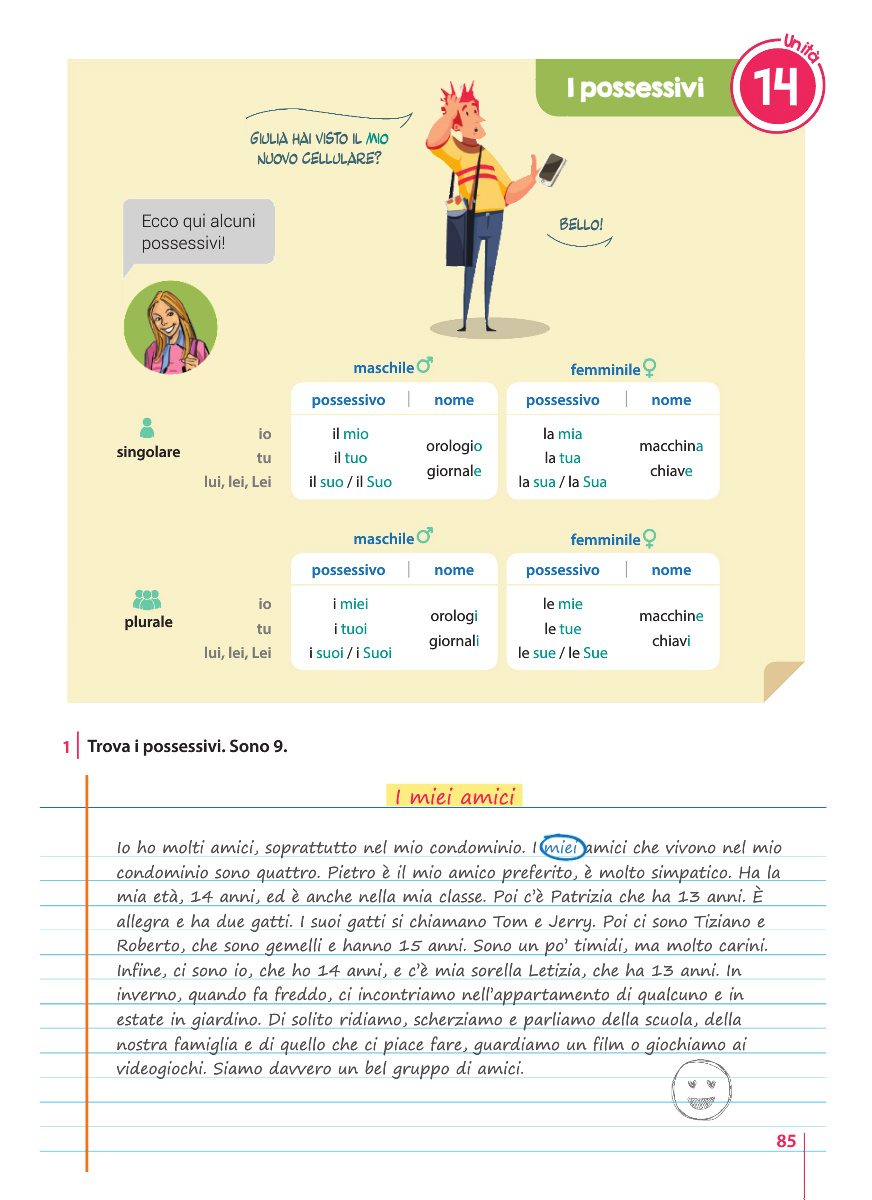 Unità
14
I possessivi
GIULIA HAI VISTO IL MIO
NUOVO CELLULARE?
BELLO!
Ecco qui alcuni
possessivi!
maschile femminile
possessivo nome possessivo nome
singolare
io il mio la mia
tu il tuo la tua
lui, lei, Lei il suo / il Suo la sua / la Sua
orologio macchina
giornale chiave
maschile femminile
possessivo nome possessivo nome
plurale
io i miei le mie
tu i tuoi le tue
lui, lei, Lei i suoi / i Suoi le sue / le Sue
orologi macchine
giornali chiavi
1 Trova i possessivi. Sono 9.
I miei amici
Io ho molti amici, soprattutto nel mio condominio. I miei amici che vivono nel mio
condominio sono quattro. Pietro è il mio amico preferito, è molto simpatico. Ha la
mia età, 14 anni, ed è anche nella mia classe. Poi c’è Patrizia che ha 13 anni. È
allegra e ha due gatti. I suoi gatti si chiamano Tom e Jerry. Poi ci sono Tiziano e
Roberto, che sono gemelli e hanno 15 anni. Sono un po’ timidi, ma molto carini.
Infine, ci sono io, che ho 14 anni, e c’è mia sorella Letizia, che ha 13 anni. In
inverno, quando fa freddo, ci incontriamo nell’appartamento di qualcuno e in
estate in giardino. Di solito ridiamo, scherziamo e parliamo della scuola, della
nostra famiglia e di quello che ci piace fare, guardiamo un film o giochiamo ai
videogiochi. Siamo davvero un bel gruppo di amici.
85